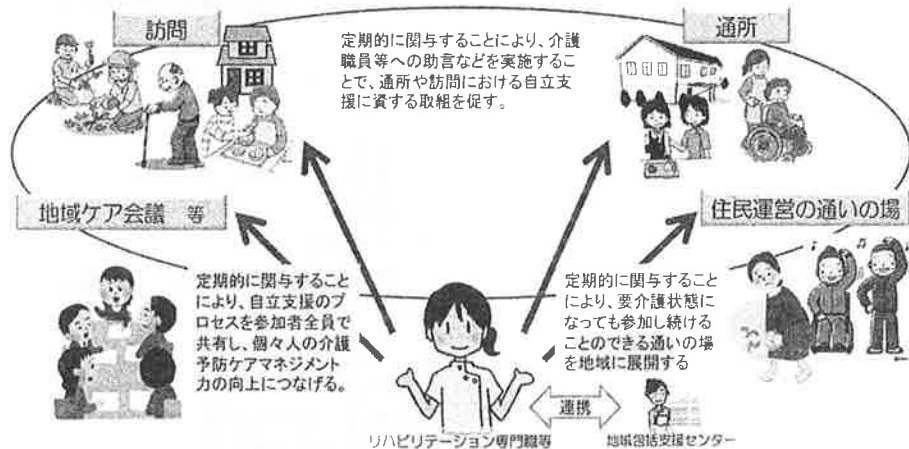 訪問
通所
定期的に関与することにより、介護
職員等への助言などを実施するこ
とで、通所や訪問における自立支
援に資する取組を促す。
地域ケア会議 等
住民運営の通いの場
定期的に関与すること
により、自立支援のプ
ロセスを参加者全員で
共有し、個々人の介護
予防ケアマネジメント
力の向上につなげる。
定期的に関与すること
により、要介護状態に
なっても参加し続ける
ことのできる通いの場
を地域に展開する
連携
リハビリテーション専門職等
地域包括支援センター